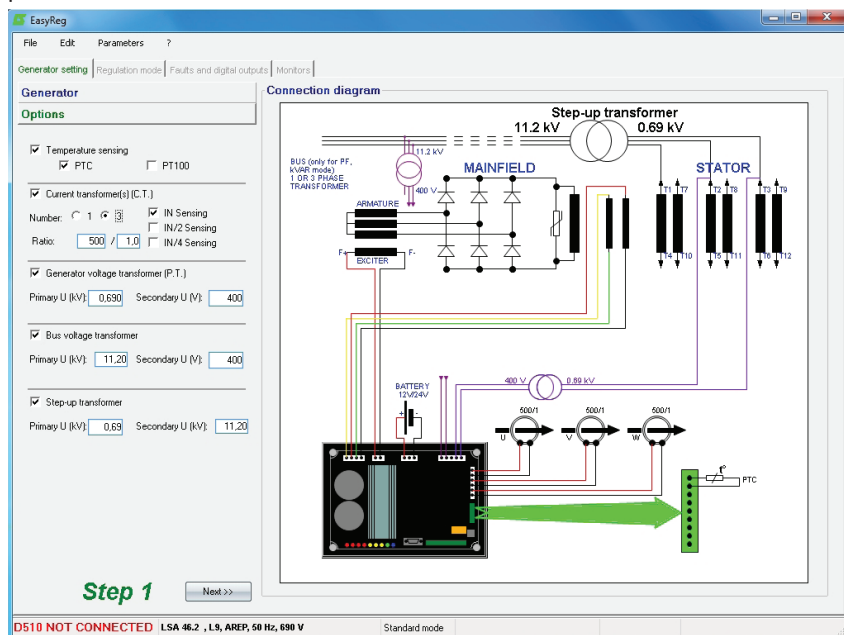 EasyReg
File Edit Parameters ?
Generator setting Regulation mode Faults and digital outputs Monitors
Generator
Options
Temperature sensing
PTC PT100
Current transformer(s) (C.T.)
Number: 1 3 IN Sensing
IN/2 Sensing
Ratio: 500 / 1,0 IN/4 Sensing
Generator voltage transformer (P.T.)
Primary U (kV): 0,690 Secondary U (V): 400
Bus voltage transformer
Primary U (kV): 11,20 Secondary U (V): 400
Step-up transformer
Primary U (kV): 0,69 Secondary U (kV): 11,20
Step 1 Next >>
Connection diagram
Step-up transformer
11.2 kV 0.69 kV
11.2 kV
BUS (only for PF,
kVAR mode)
1 OR 3 PHASE
TRANSFORMER
400 V
MAINFIELD
STATOR
ARMATURE
T1 T7 T2 T8 T3 T9
F+ EXCITER F-
T4 T10 T5 T11 T6 T12
400 V 0.69 kV
BATTERY
12V/24V
+ -
500/1 500/1 500/1
U V W
t°
PTC
D510 NOT CONNECTED LSA 46.2 , L9, AREP, 50 Hz, 690 V Standard mode